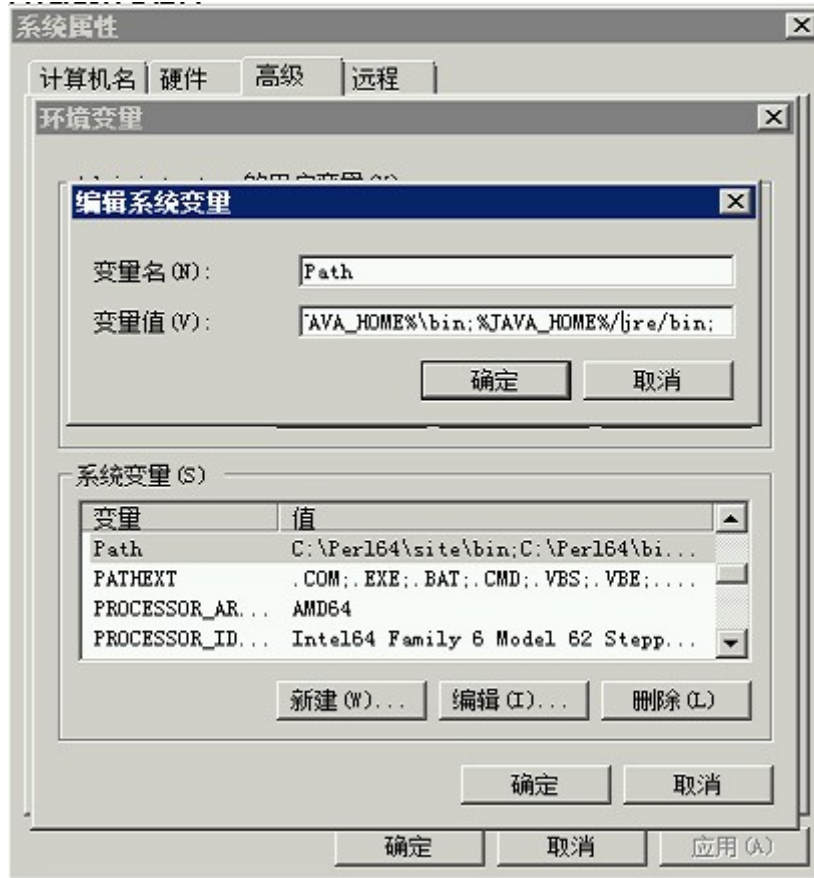 系统属性
计算机名 硬件 高级 远程
环境变量
编辑系统变量
变量名(N): Path
变量值(V): AVA_HOME%\bin;%JAVA_HOME%/jre/bin;
确定 取消
系统变量(S)
变量 值
Path C:\Perl64\site\bin;C:\Perl64\bi...
PATHEXT .COM;.EXE;.BAT;.CMD;.VBS;.VBE;....
PROCESSOR_AR... AMD64
PROCESSOR_ID... Intel64 Family 6 Model 62 Stepp...
新建(W)... 编辑(I)... 删除(L)
确定 取消
确定 取消 应用(A)